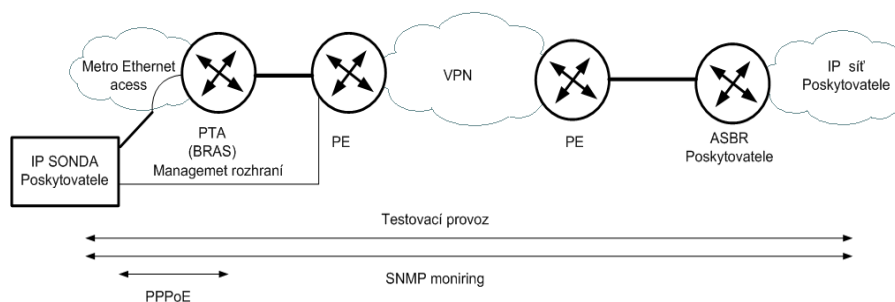 Metro Ethernet
acess
VPN
IP síť
Poskytovatele
PTA
(BRAS)
Managemet rozhraní
PE
PE
ASBR
Poskytovatele
IP SONDA
Poskytovatele
Testovací provoz
SNMP moniring
PPPoE